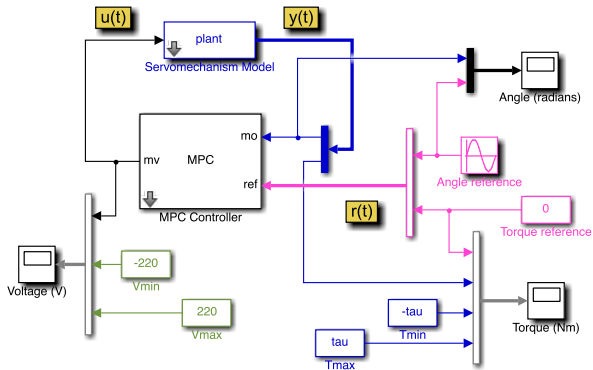 u(t)
plant
y(t)
Servomechanism Model
Angle (radians)
mo
mv
MPC
ref
MPC Controller
Angle reference
r(t)
0
Torque reference
-220
Vmin
Voltage (V)
220
Vmax
-tau
Tmin
Torque (Nm)
tau
Tmax